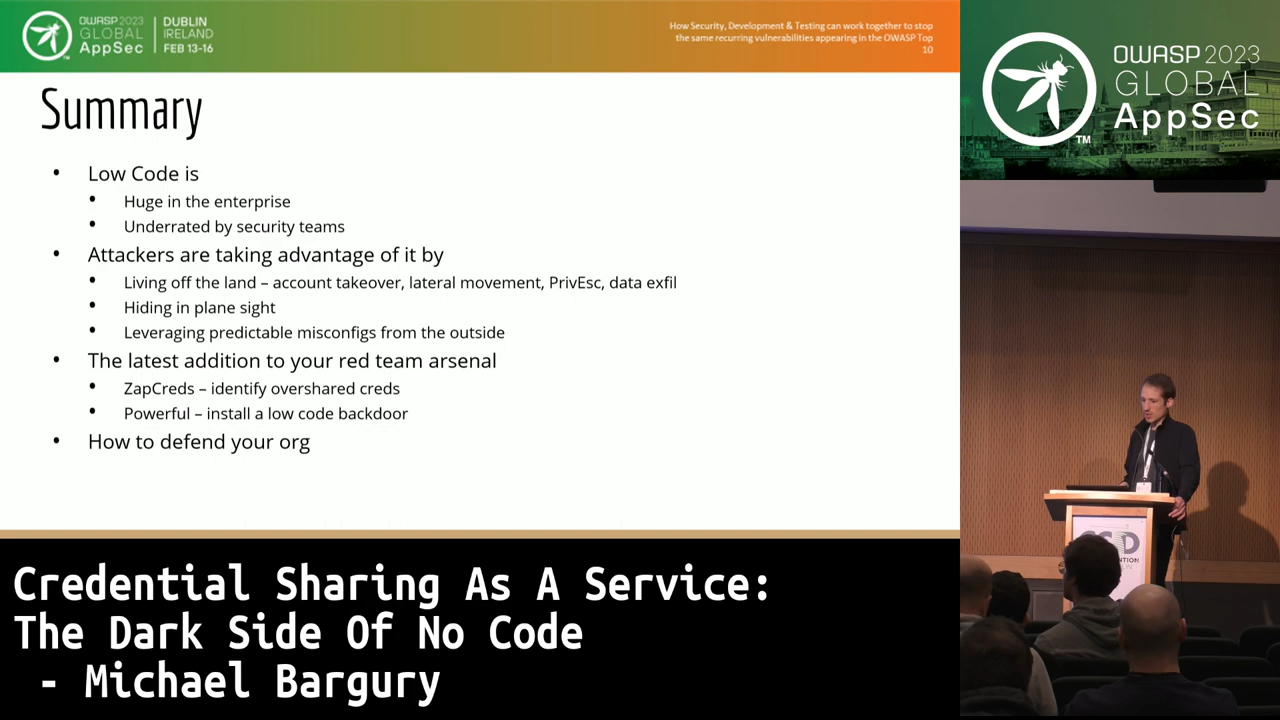 OWASP 2023
GLOBAL
AppSec
DUBLIN
IRELAND
FEB 13-16
How Security, Development & Testing can work together to stop
the same recurring vulnerabilities appearing in the OWASP Top
10
Summary
• Low Code is
• Huge in the enterprise
• Underrated by security teams
• Attackers are taking advantage of it by
• Living off the land – account takeover, lateral movement, PrivEsc, data exfil
• Hiding in plane sight
• Leveraging predictable misconfigs from the outside
• The latest addition to your red team arsenal
• ZapCreds – identify overshared creds
• Powerful – install a low code backdoor
• How to defend your org
Credential Sharing As A Service:
The Dark Side Of No Code
- Michael Bargury
OWASP 2023
GLOBAL
AppSec
TM